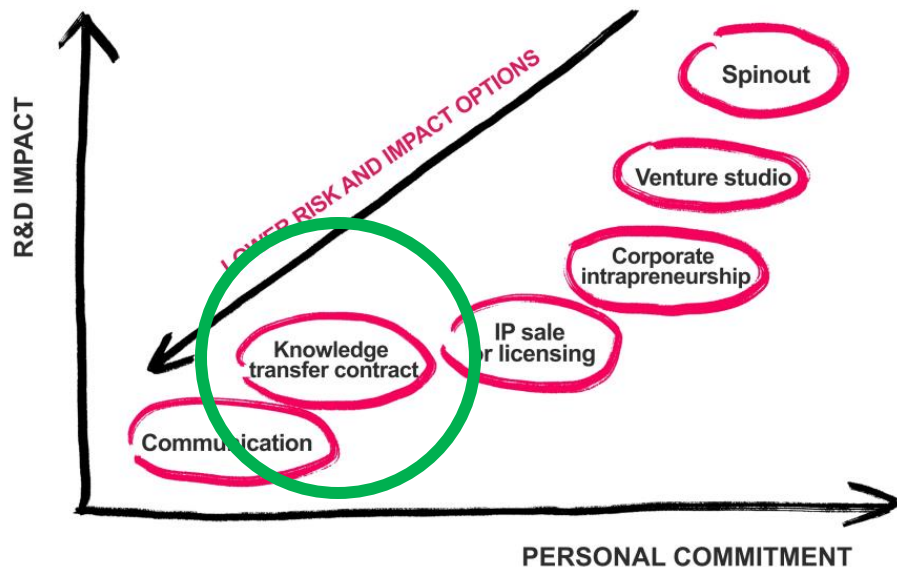 R&D IMPACT
LOWER RISK AND IMPACT OPTIONS
Spinout
Venture studio
Corporate
intrapreneurship
IP sale
or licensing
Knowledge
transfer contract
Communication
PERSONAL COMMITMENT